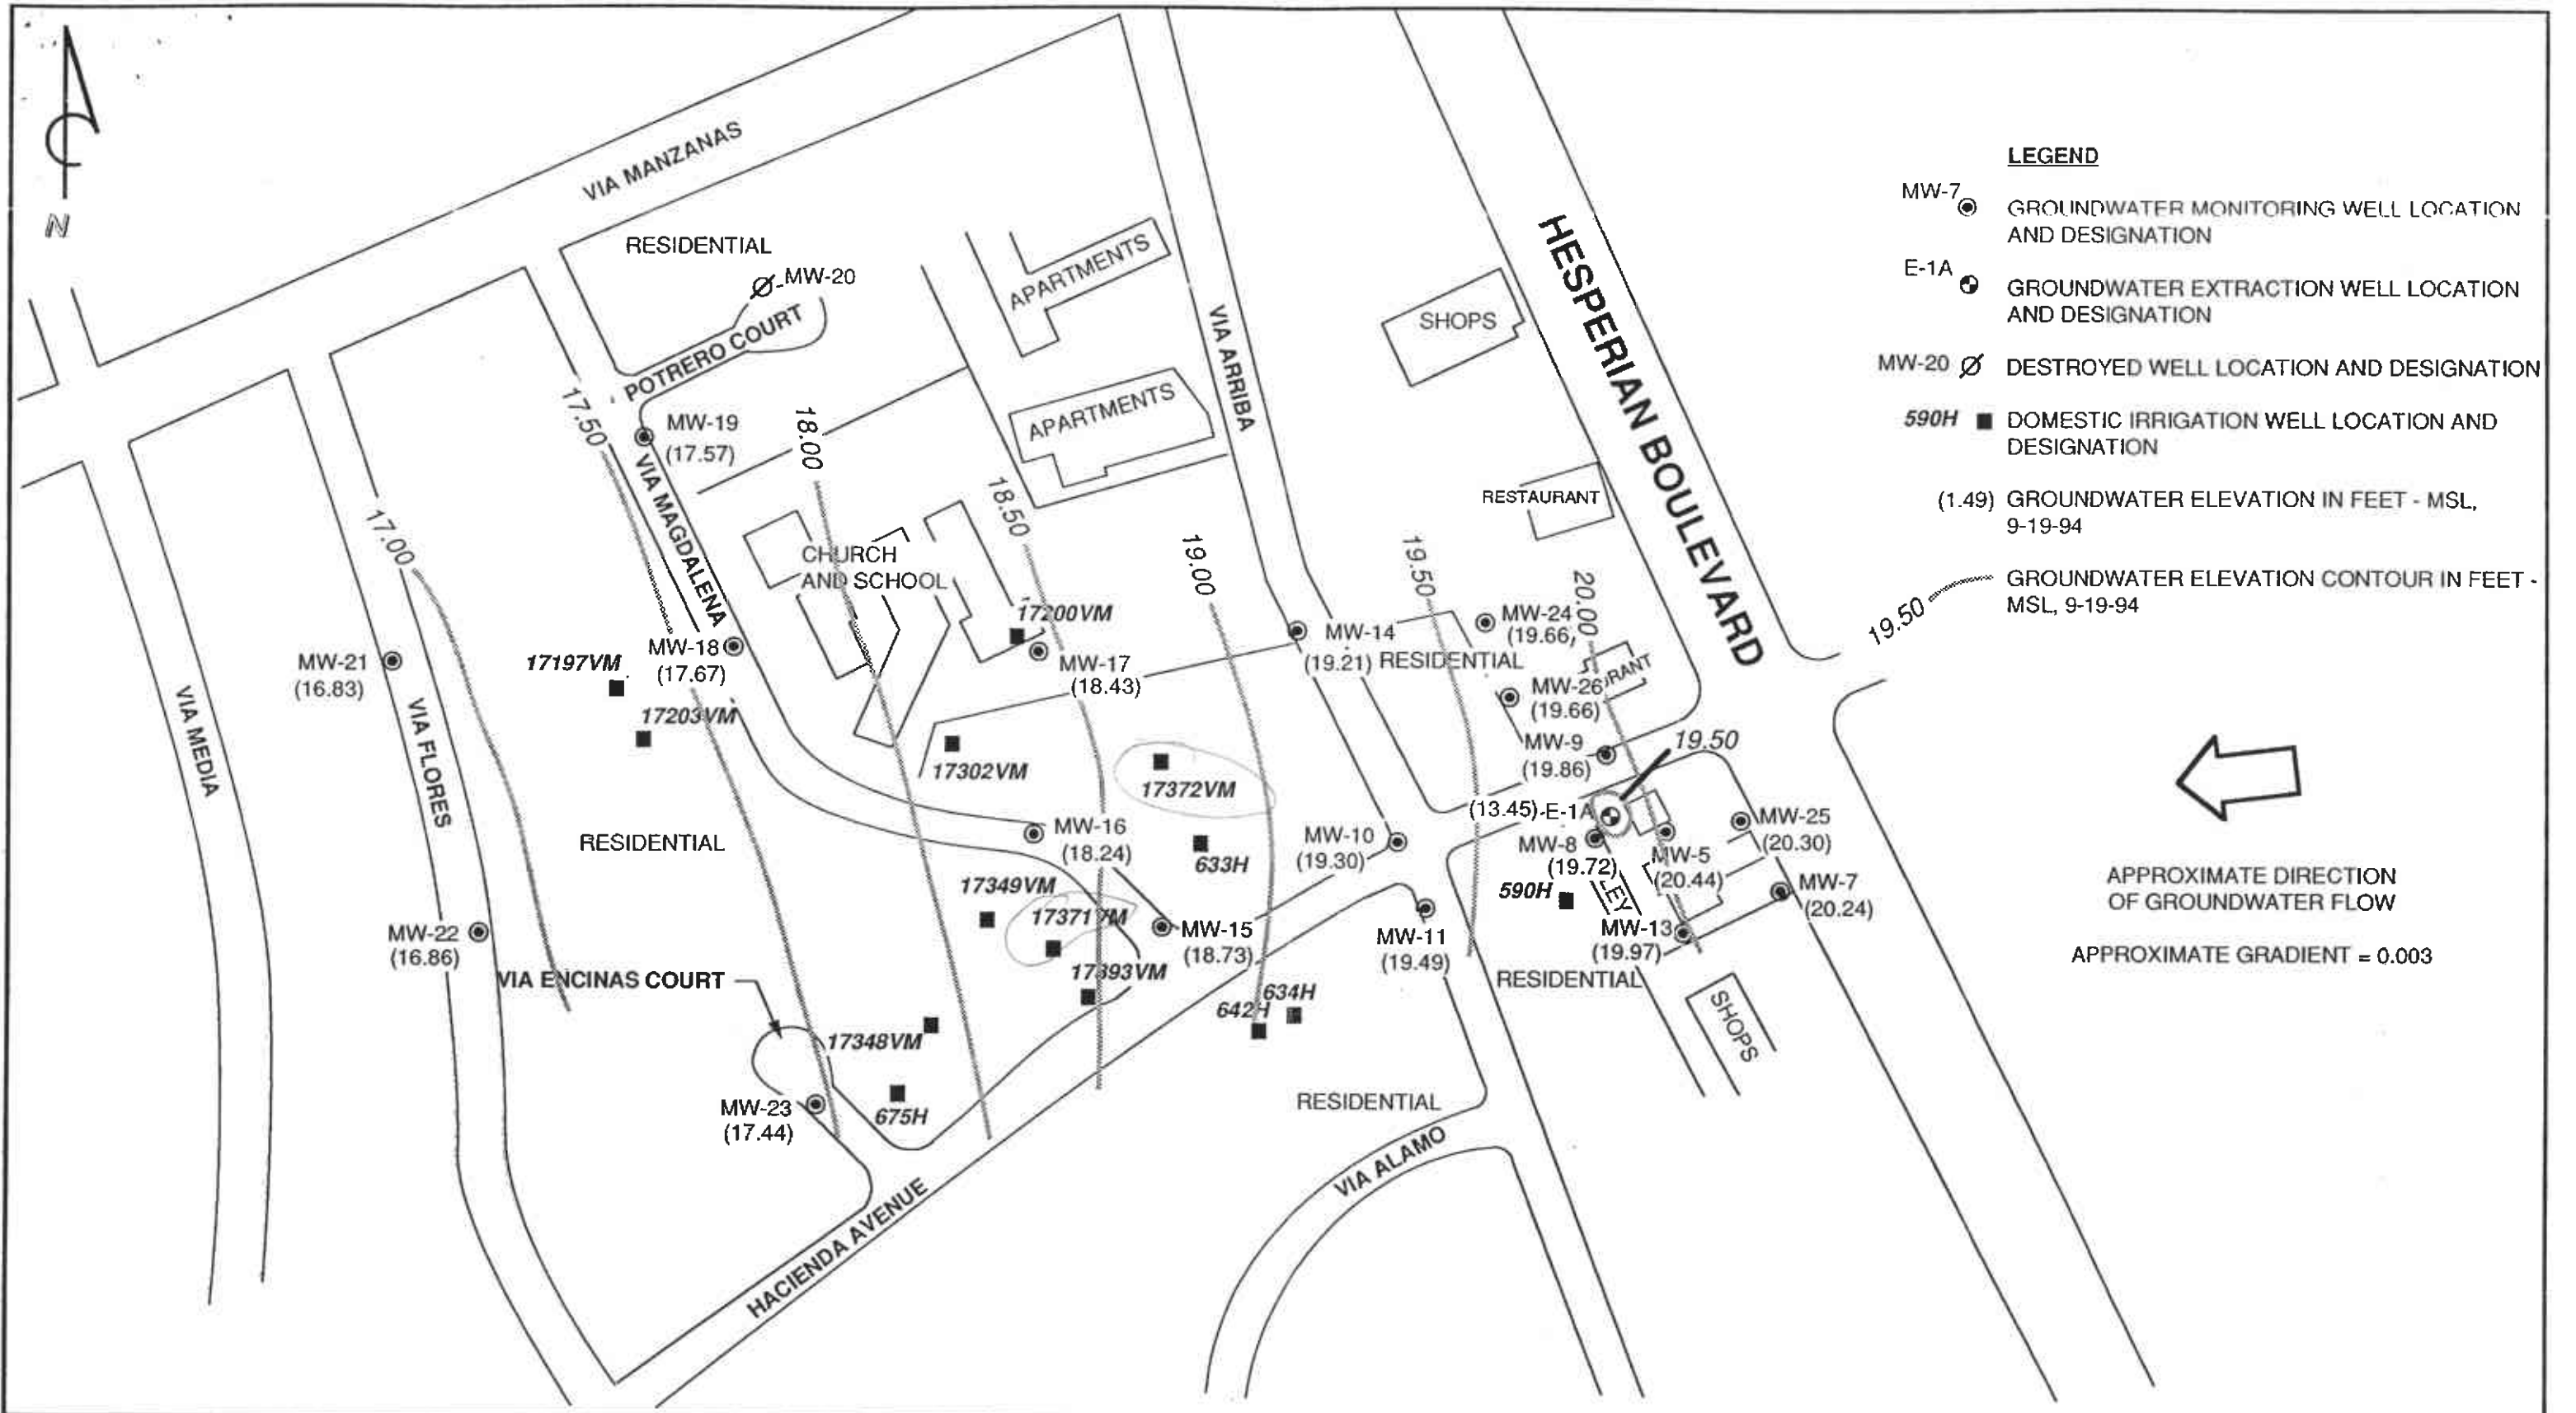 N
VIA MANZANAS
RESIDENTIAL
MW-20
POTRERO COURT
APARTMENTS
APARTMENTS
VIA ARRIBA
SHOPS
HESPERIAN BOULEVARD
RESTAURANT
LEGEND
MW-7
GROUNDWATER MONITORING WELL LOCATION
AND DESIGNATION
E-1A
GROUNDWATER EXTRACTION WELL LOCATION
AND DESIGNATION
MW-20
DESTROYED WELL LOCATION AND DESIGNATION
590H
DOMESTIC IRRIGATION WELL LOCATION AND
DESIGNATION
(1.49) GROUNDWATER ELEVATION IN FEET - MSL,
9-19-94
19.50
GROUNDWATER ELEVATION CONTOUR IN FEET -
MSL, 9-19-94
17.50
MW-19
(17.57)
VIA MAGDALENA
18.00
18.50
19.00
19.50
20.00
17.00
CHURCH
AND SCHOOL
17200VM
MW-17
(18.43)
MW-14
(19.21)
RESIDENTIAL
MW-24
(19.66)
MW-26
(19.66)
RANT
MW-9
(19.86)
19.50
MW-21
(16.83)
17197VM
MW-18
(17.67)
17203VM
VIA MEDIA
VIA FLORES
17302VM
17372VM
RESIDENTIAL
MW-16
(18.24)
633H
MW-10
(19.30)
(13.45)
E-1A
MW-8
(19.72)
MW-5
(20.44)
MW-25
(20.30)
MW-7
(20.24)
590H
LEY
MW-13
(19.97)
17349VM
17371VM
MW-15
(18.73)
17393VM
MW-11
(19.49)
RESIDENTIAL
MW-22
(16.86)
VIA ENCINAS COURT
17348VM
642H
634H
SHOPS
MW-23
(17.44)
675H
RESIDENTIAL
VIA ALAMO
HACIENDA AVENUE
APPROXIMATE DIRECTION
OF GROUNDWATER FLOW
APPROXIMATE GRADIENT = 0.003